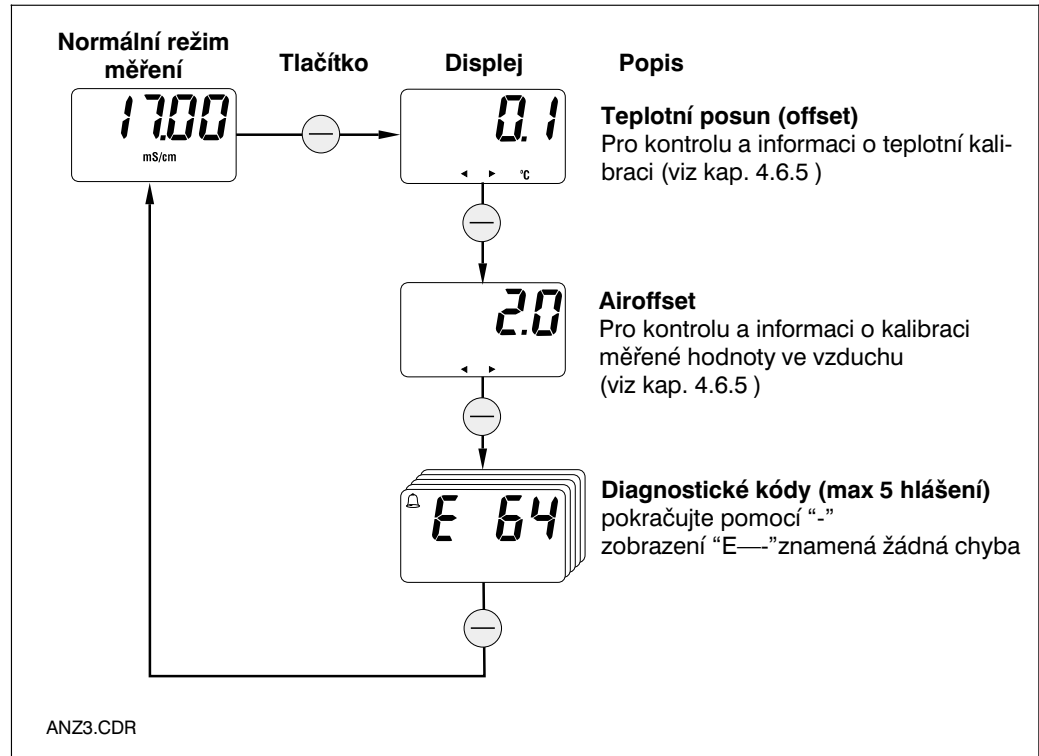 Normální režim
měření
Tlačítko
Displej
Popis
17.00
mS/cm
0.1
°C
Teplotní posun (offset)
Pro kontrolu a informaci o teplotní kali-
braci (viz kap. 4.6.5 )
2.0
Airoffset
Pro kontrolu a informaci o kalibraci
měřené hodnoty ve vzduchu
(viz kap. 4.6.5 )
E 64
Diagnostické kódy (max 5 hlášení)
pokračujte pomocí “-”
zobrazení “E—-”znamená žádná chyba
ANZ3.CDR